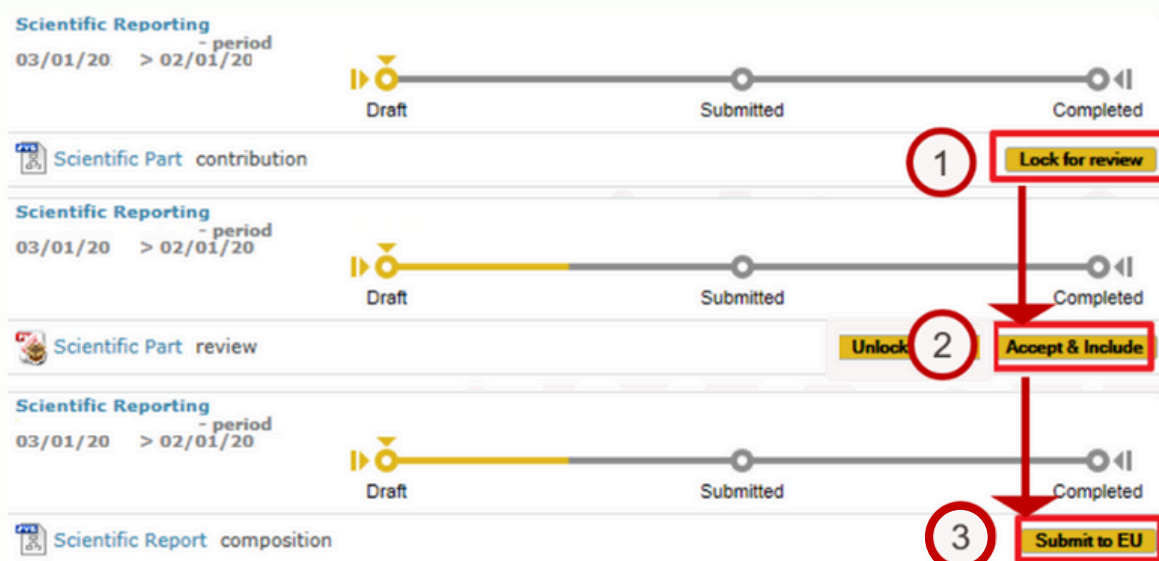 Scientific Reporting
- period
03/01/20 > 02/01/20
Draft Submitted Completed
Scientific Part contribution
1 Lock for review
Scientific Reporting
- period
03/01/20 > 02/01/20
Draft Submitted Completed
Scientific Part review
Unlock 2 Accept & Include
Scientific Reporting
- period
03/01/20 > 02/01/20
Draft Submitted Completed
Scientific Report composition
3 Submit to EU